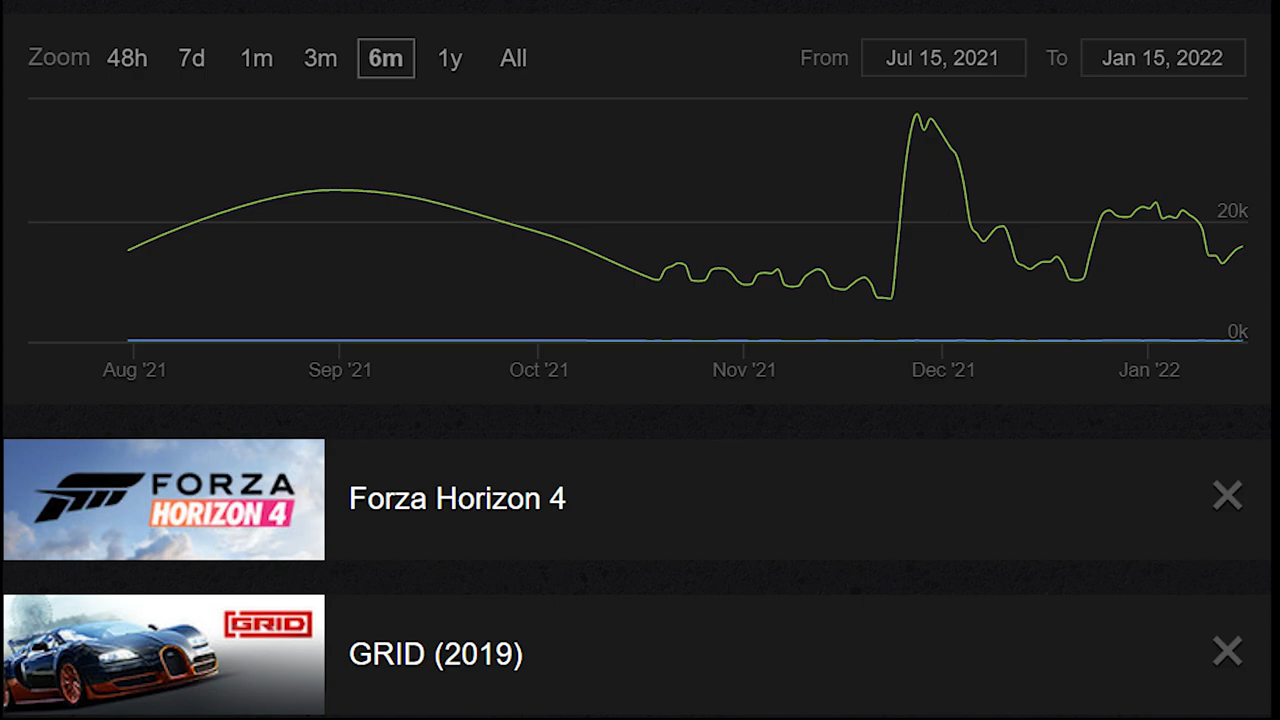 Zoom 48h 7d 1m 3m 6m 1y All From Jul 15, 2021 To Jan 15, 2022
20k
0k
Aug '21 Sep '21 Oct '21 Nov '21 Dec '21 Jan '22
FORZA
HORIZON 4
Forza Horizon 4
GRID
GRID (2019)